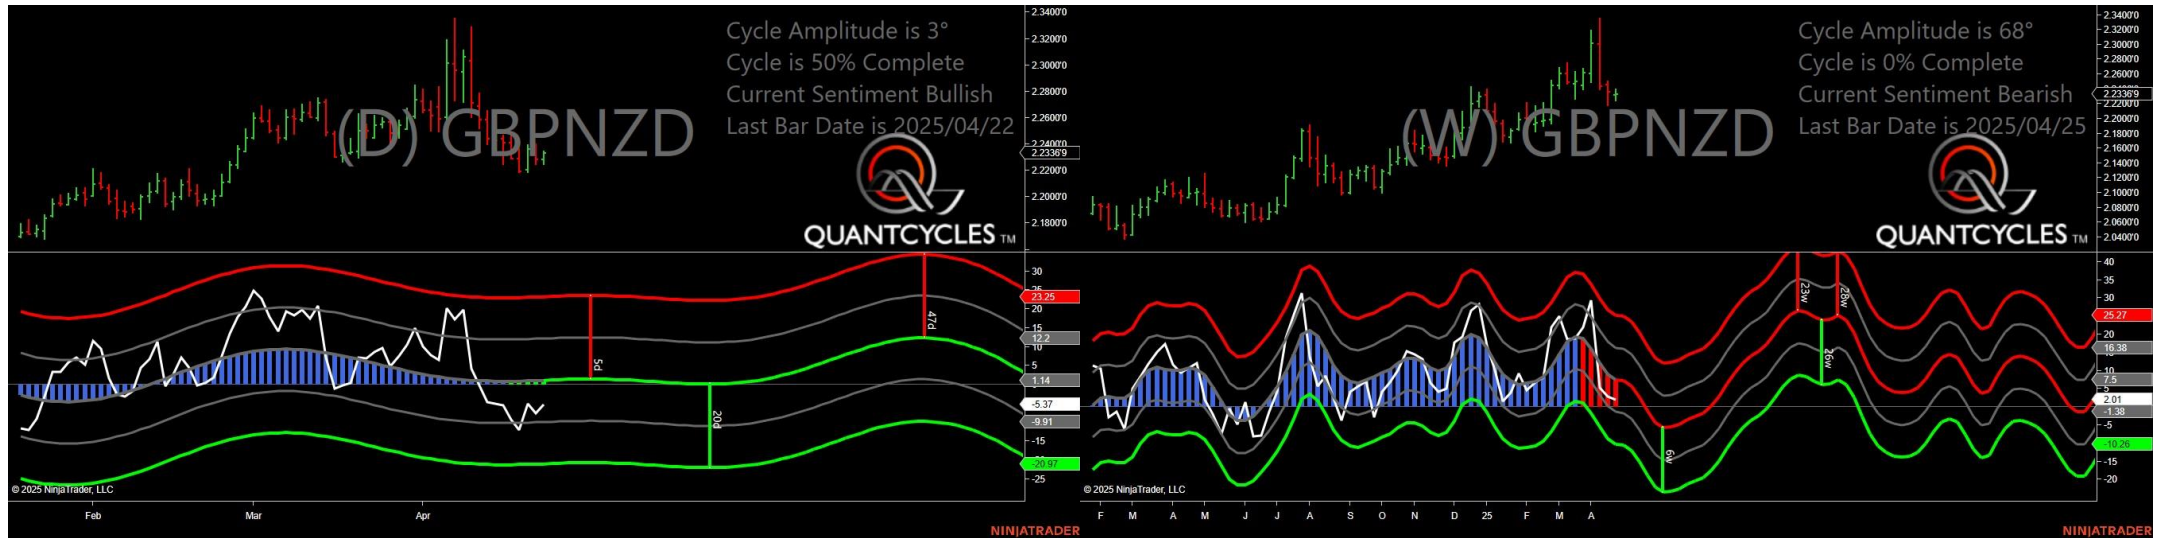 Cycle Amplitude is 3°
Cycle is 50% Complete
Current Sentiment Bullish
Last Bar Date is 2025/04/22
(D) GBPNZD
QUANTCYCLES TM
2.3400'0
2.3200'0
2.3000'0
2.2800'0
2.2600'0
2.2400'0
2.2336'9
2.2200'0
2.2000'0
2.1800'0
30
25
23.25
20
15
12.2
10
5
1.14
-5.37
-9.91
-15
-20.97
-25
5d
20d
47d
© 2025 NinjaTrader, LLC
Feb
Mar
Apr
NINJATRADER
Cycle Amplitude is 68°
Cycle is 0% Complete
Current Sentiment Bearish
Last Bar Date is 2025/04/25
(W) GBPNZD
QUANTCYCLES TM
2.3400'0
2.3200'0
2.3000'0
2.2800'0
2.2600'0
2.2336'9
2.2200'0
2.2000'0
2.1800'0
2.1600'0
2.1400'0
2.1200'0
2.1000'0
2.0800'0
2.0600'0
2.0400'0
40
35
30
25.27
20
16.38
10
7.5
2.01
-1.38
-5
-10.26
-15
-20
6w
23w
26w
28w
© 2025 NinjaTrader, LLC
F
M
A
M
J
J
A
S
O
N
D
25
F
M
A
NINJATRADER